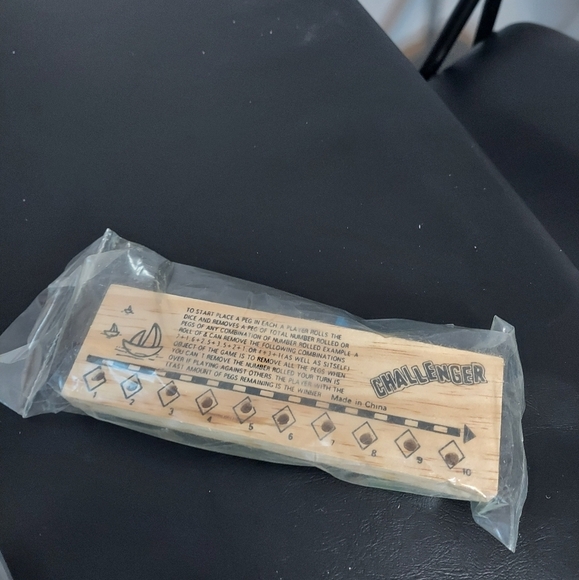 TO START PLACE A PEG IN EACH. A PLAYER ROLLS THE
DICE AND REMOVES A PEG OF TOTAL NUMBER ROLLED OR
PEGS OF ANY COMBINATION OF NUMBER ROLLED EXAMPLE: A
ROLL OF 8 CAN REMOVE THE FOLLOWING COMBINATIONS
OBJECT OF THE GAME IS TO REMOVE ALL THE PEGS WHEN
YOU CAN'T REMOVE THE NUMBER ROLLED YOUR TURN IS
OVER IF PLAYING AGAINST OTHERS. THE PLAYER WITH THE
LEAST AMOUNT OF PEGS REMAINING IS THE WINNER
Made in China
CHALLENGER
1 2 3 4 5 6 7 8 9 10